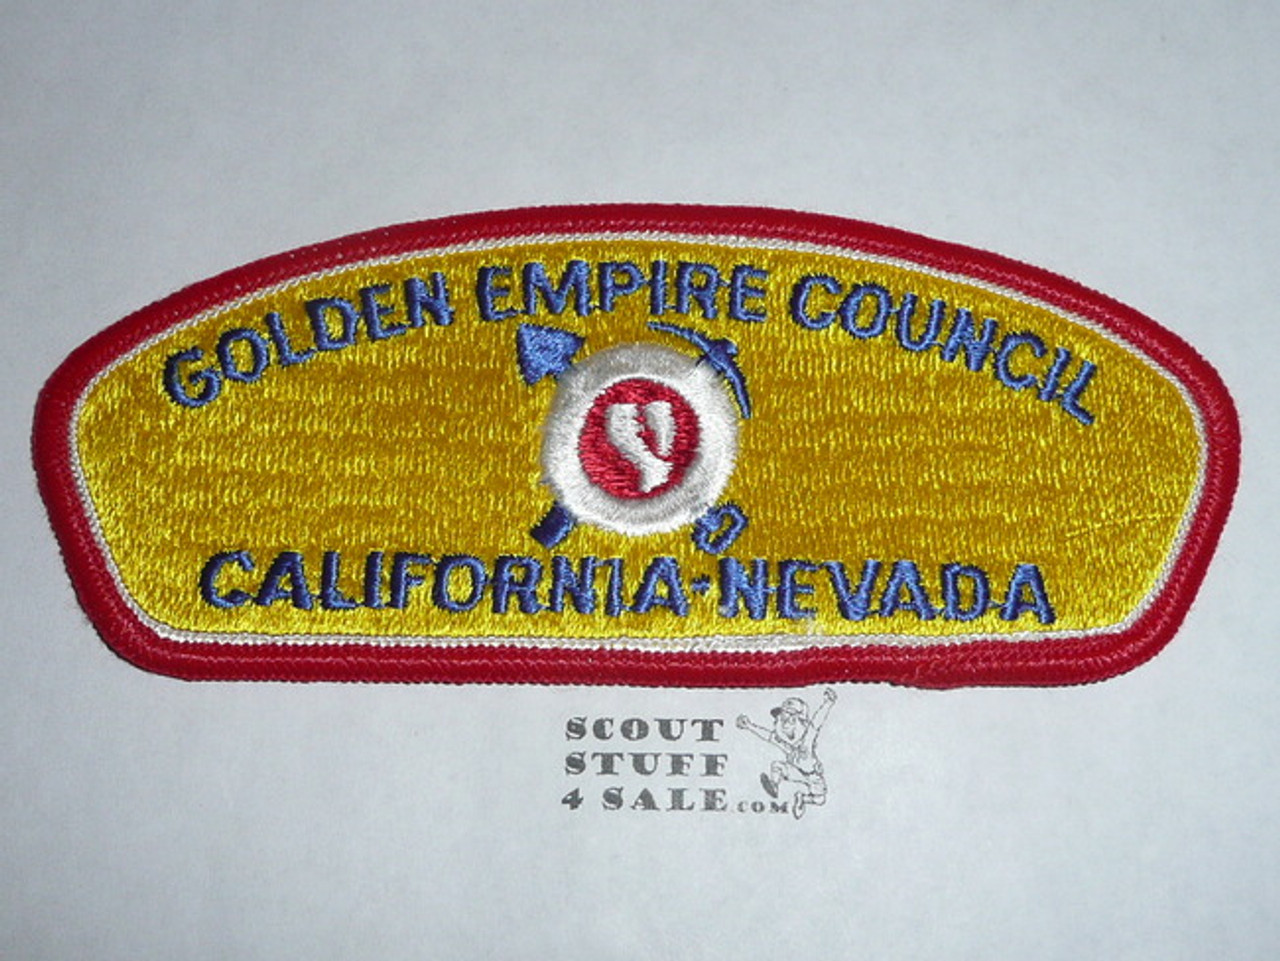 GOLDEN EMPIRE COUNCIL
CALIFORNIA-NEVADA
SCOUT
STUFF
4 SALE.COM